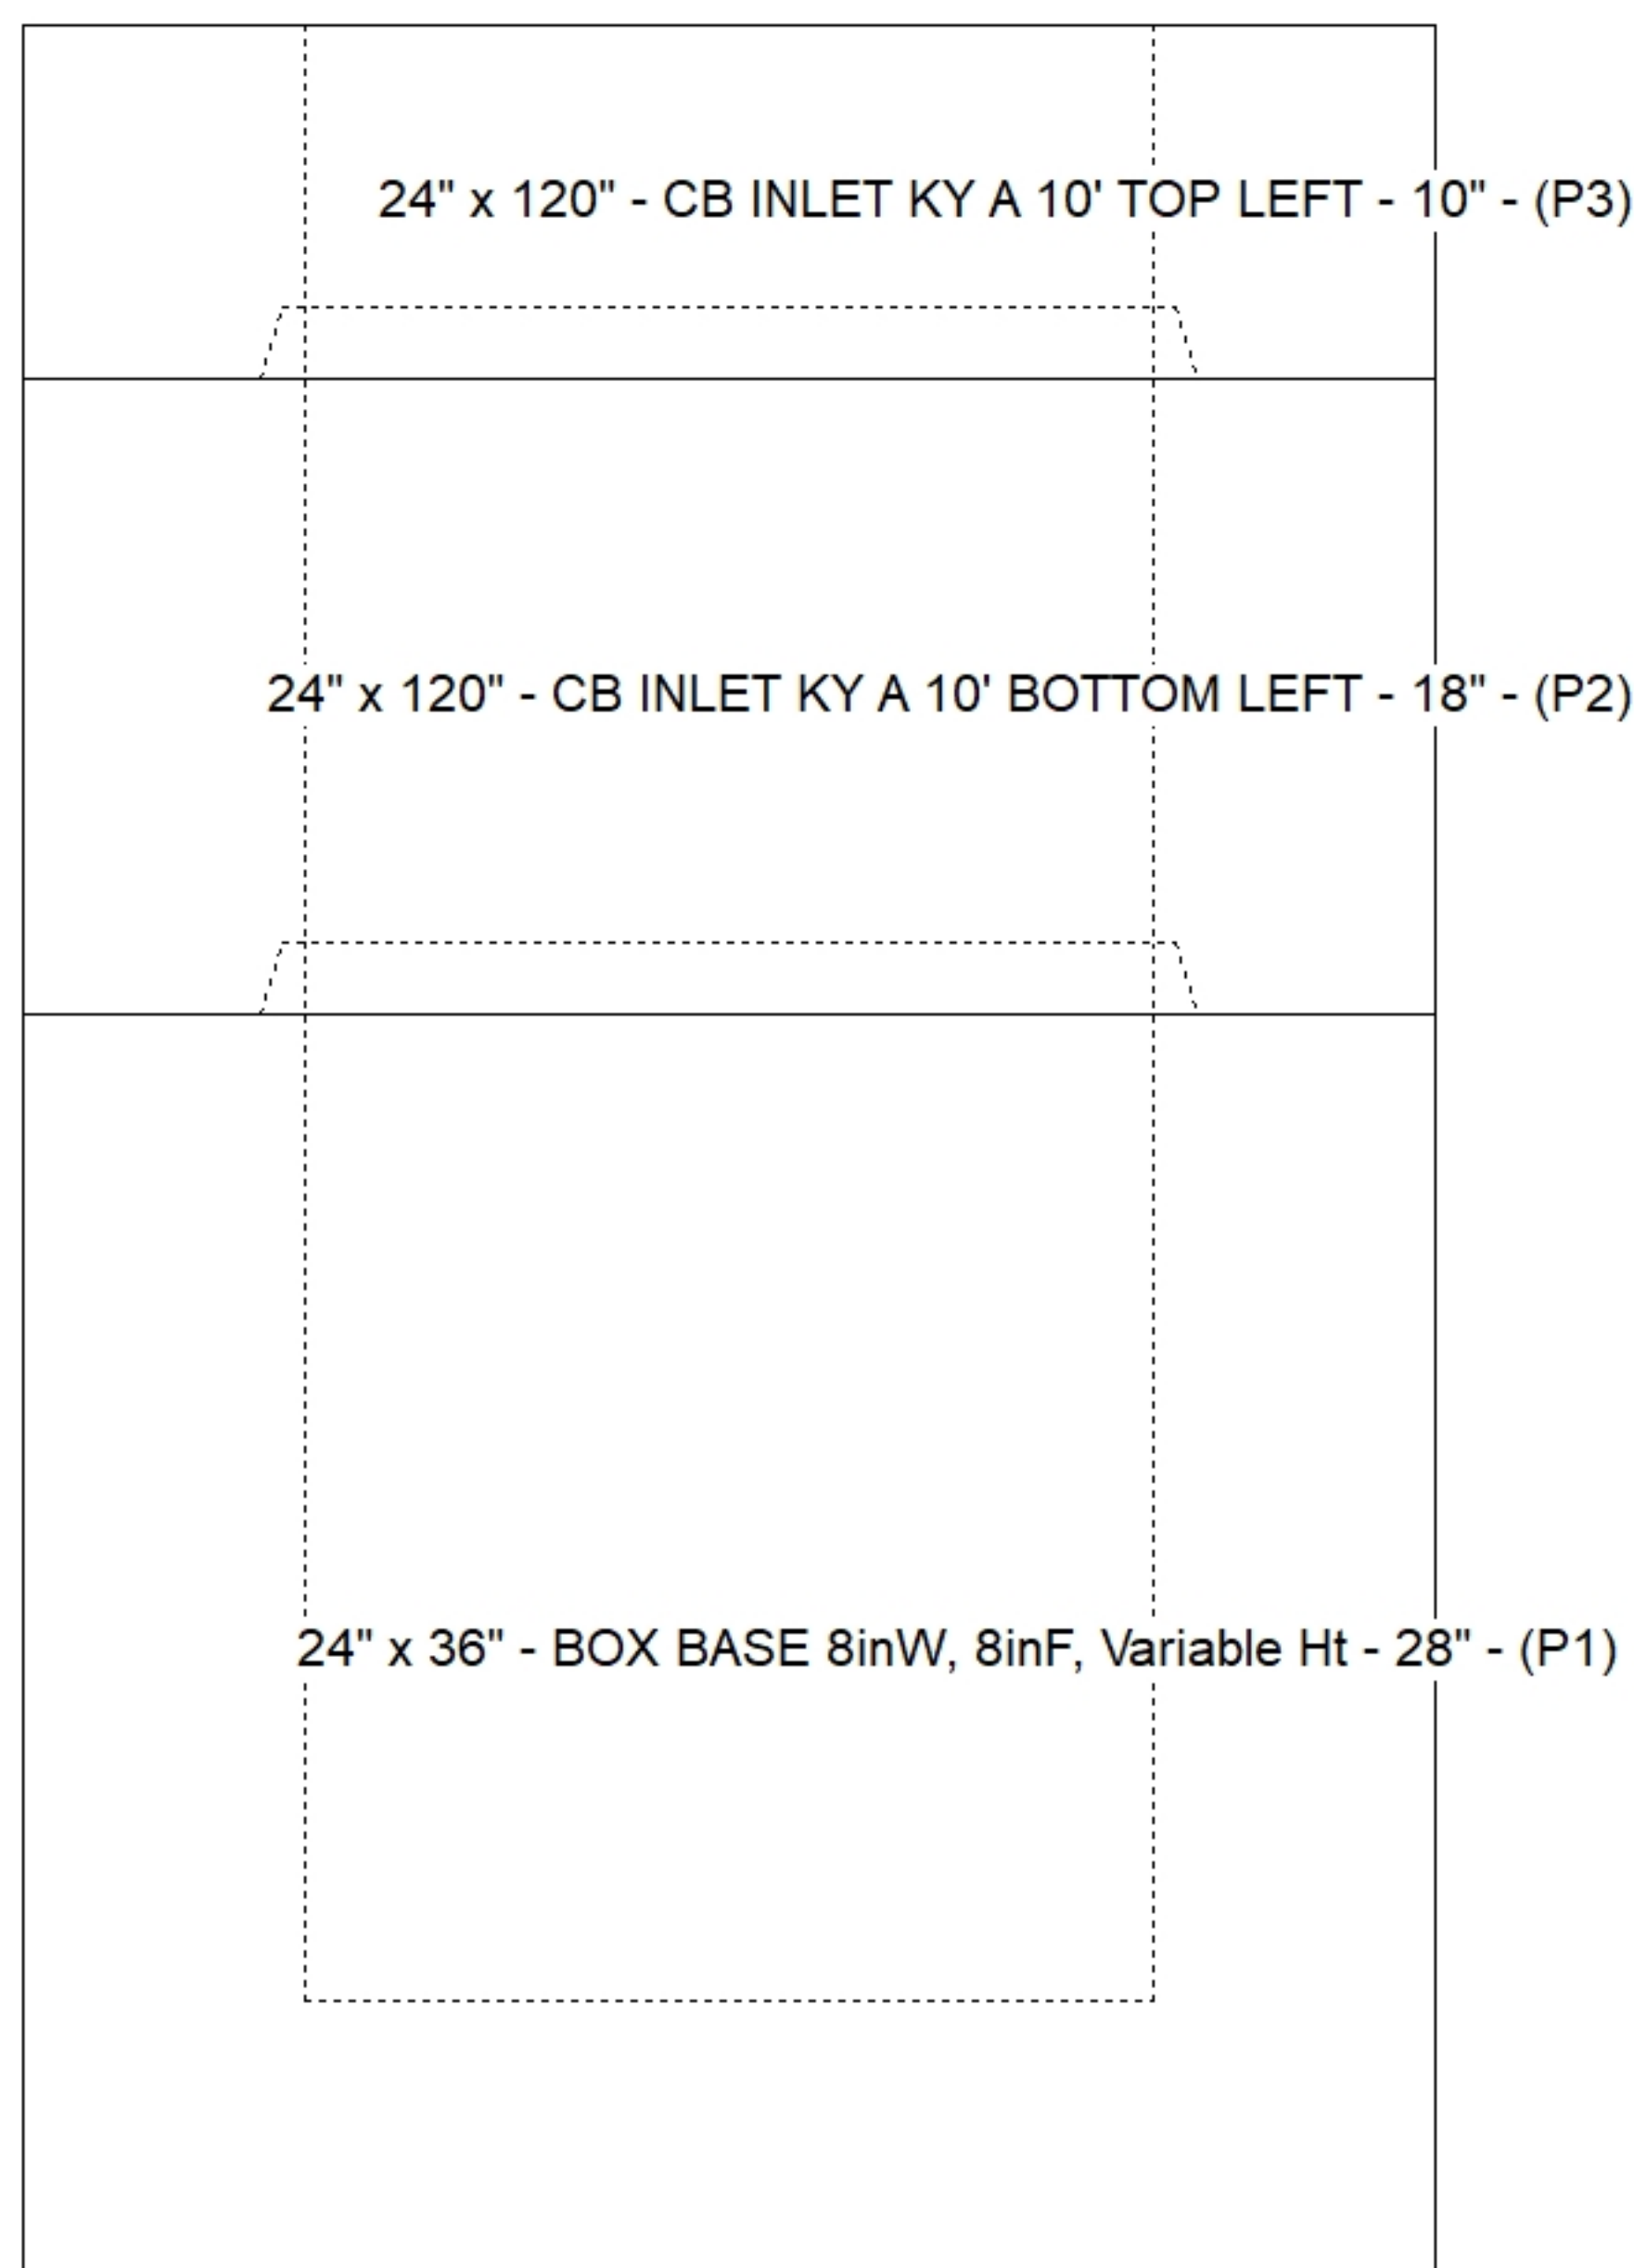 24" x 120" - CB INLET KY A 10' TOP LEFT - 10" - (P3)
24" x 120" - CB INLET KY A 10' BOTTOM LEFT - 18" - (P2)
24" x 36" - BOX BASE 8inW, 8inF, Variable Ht - 28" - (P1)